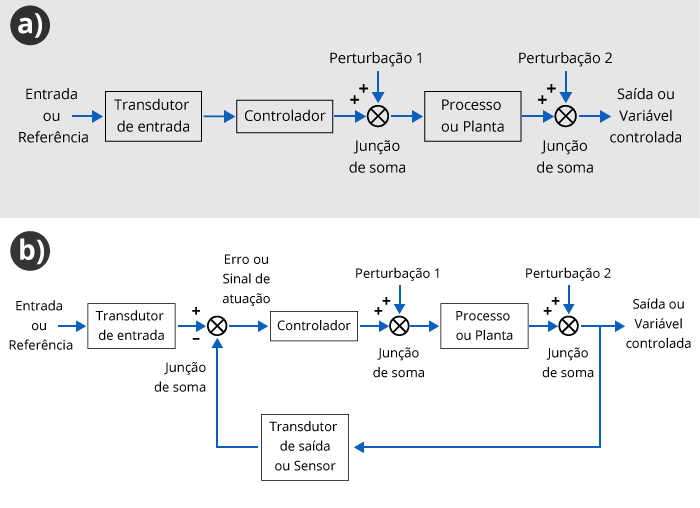 a)
Perturbação 1
Perturbação 2
Entrada
ou
Referência
Transdutor
de entrada
Controlador
+
+
Junção
de soma
Processo
ou Planta
+
+
Junção
de soma
Saída ou
Variável
controlada
b)
Erro ou
Sinal de
atuação
Perturbação 1
Perturbação 2
Entrada
ou
Referência
Transdutor
de entrada
+
−
Junção
de soma
Controlador
+
+
Junção
de soma
Processo
ou Planta
+
+
Junção
de soma
Saída ou
Variável
controlada
Transdutor
de saída
ou Sensor